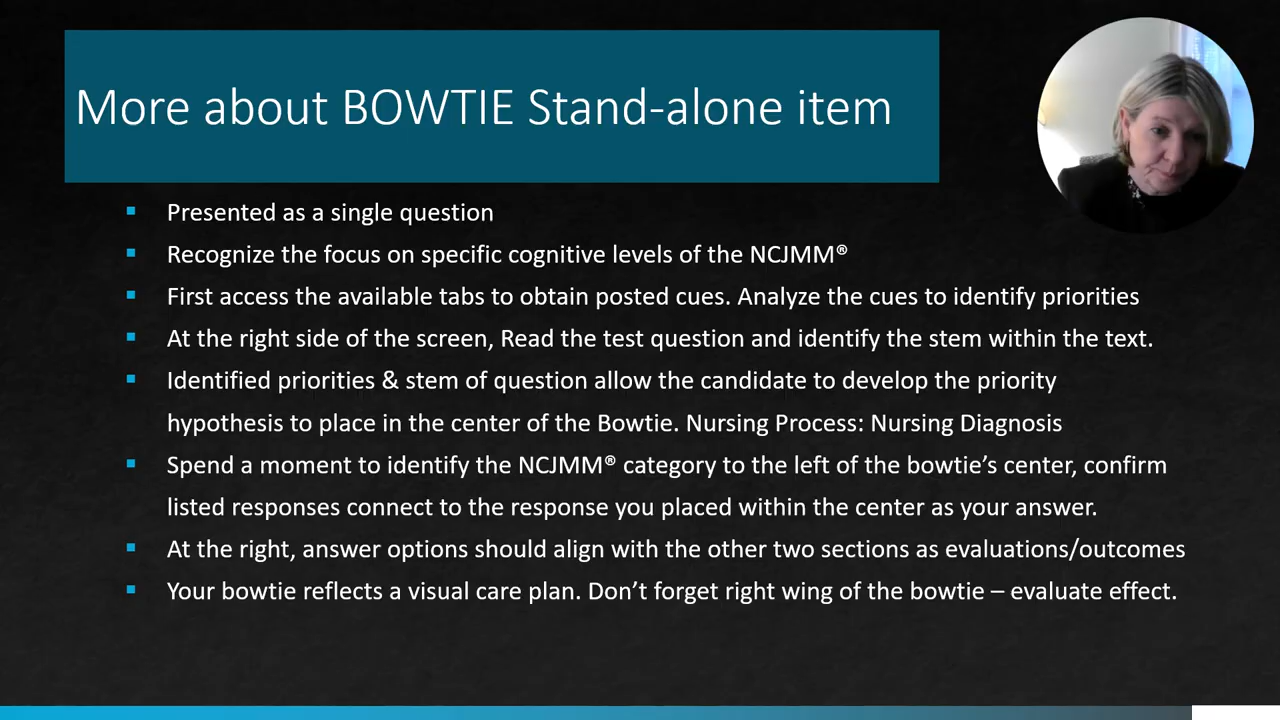 More about BOWTIE Stand-alone item
Presented as a single question
Recognize the focus on specific cognitive levels of the NCJMM®
First access the available tabs to obtain posted cues. Analyze the cues to identify priorities
At the right side of the screen, Read the test question and identify the stem within the text.
Identified priorities & stem of question allow the candidate to develop the priority
hypothesis to place in the center of the Bowtie. Nursing Process: Nursing Diagnosis
Spend a moment to identify the NCJMM® category to the left of the bowtie’s center, confirm
listed responses connect to the response you placed within the center as your answer.
At the right, answer options should align with the other two sections as evaluations/outcomes
Your bowtie reflects a visual care plan. Don’t forget right wing of the bowtie – evaluate effect.